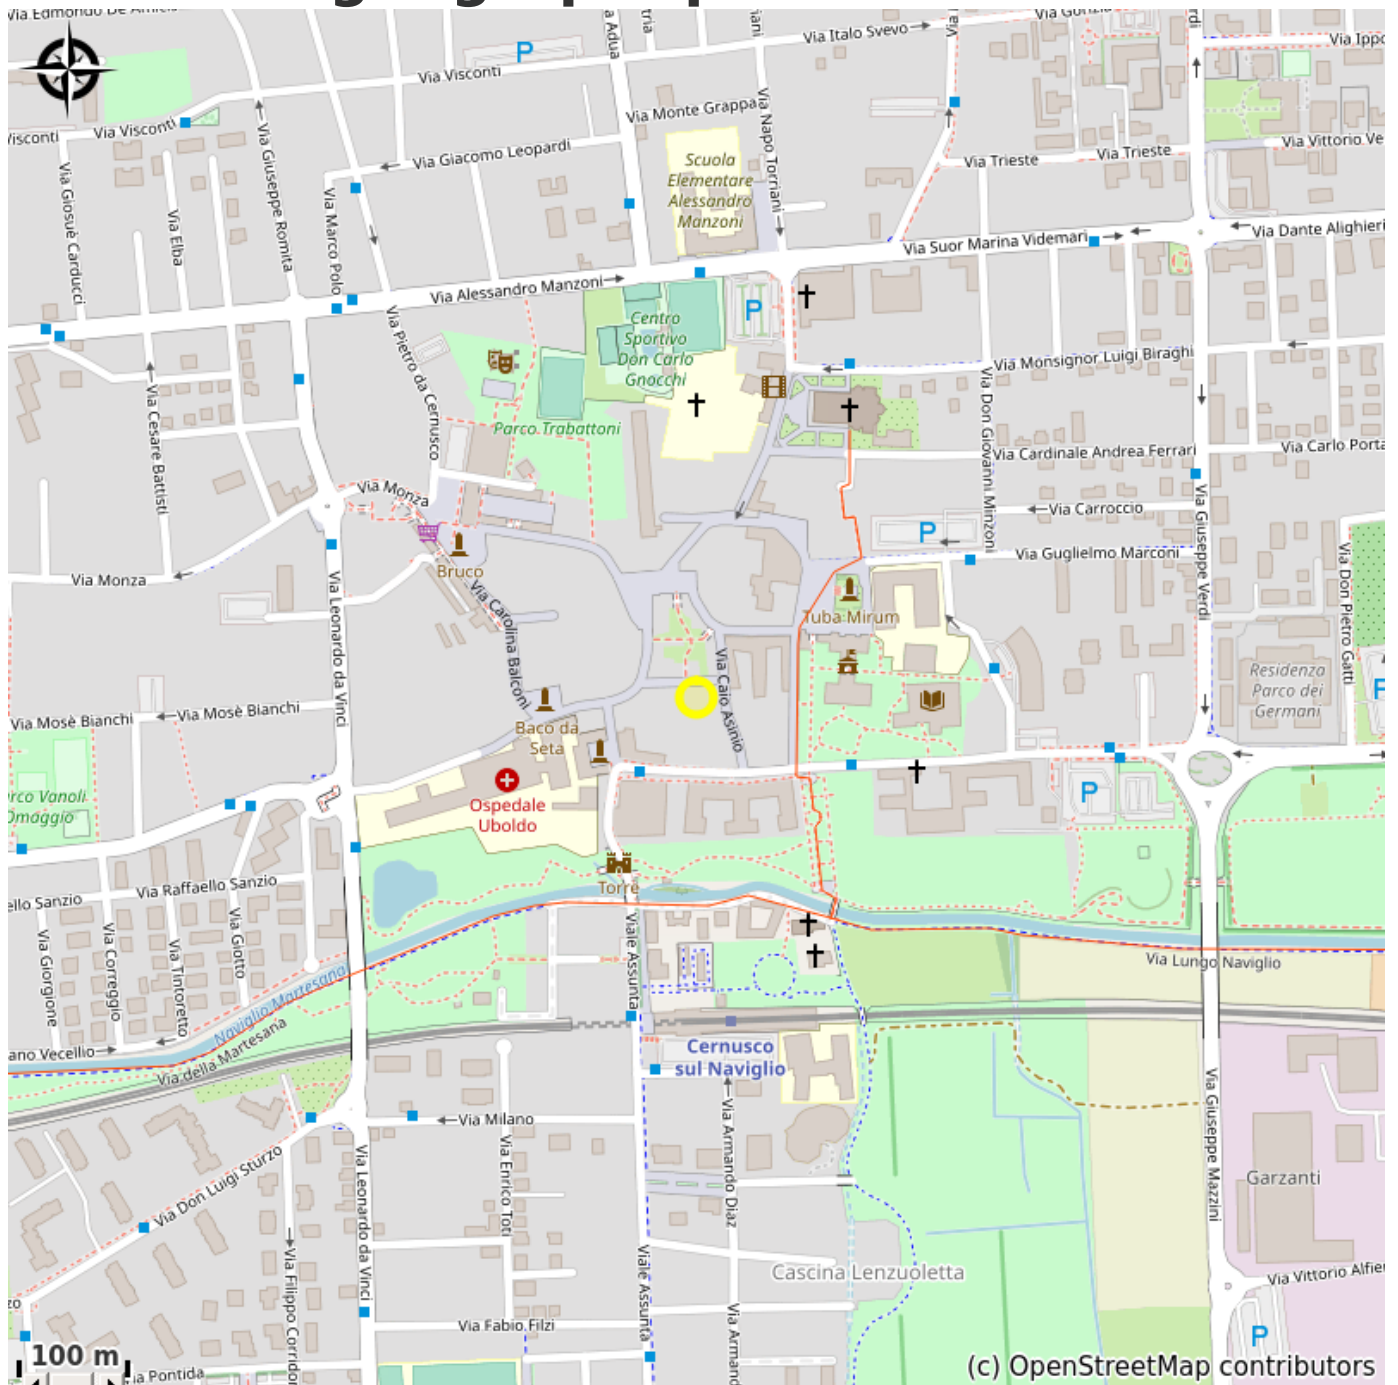 Via Italo Svevo
Via Visconti
Via Monte Grappa
Via Napo Torriani
Via Visconti
Via Giuseppe Romita
Via Giacomo Leopardi
Scuola
Elementare
Alessandro
Manzoni
Via Trieste
Via Trieste
Via Giosuè Carducci
Via Elba
Via Marco Polo
Via Suor Marina Videmari
Via Dante Alighieri
Via Alessandro Manzoni
Via Pietro da Cernusco
Centro
Sportivo
Don Carlo
Gnocchi
P
P
Via Monsignor Luigi Biraghi
Via Cesare Battisti
Parco Trabattoni
Via Don Giovanni Minzoni
Via Cardinale Andrea Ferrari
Via Carlo Porta
Via Monza
Via Carroccio
P
Via Giuseppe Verdi
Via Guglielmo Marconi
Via Monza
Bruco
Via Leonardo da Vinci
Via Carolina Balconi
Tuba Mirum
Via Don Pietro Gatti
Residenza
Parco dei
Germani
P
Via Caio Asinio
Via Mosè Bianchi
Via Mosè Bianchi
Baco da
Seta
Ospedale
Uboldo
P
Torre
Via Raffaello Sanzio
Via Giorgione
Via Correggio
Via Tintoretto
Via Giotto
Viale Assunta
Via Lungo Naviglio
Naviglio Martesana
Via della Martesana
Cernusco
sul Naviglio
Via Milano
Via Armando Diaz
Via Enrico Toti
Via Don Luigi Sturzo
Via Leonardo da Vinci
Via Giuseppe Mazzini
Garzanti
Via Filippo Corridon
Viale Assunta
Cascina Lenzuoletta
Via Vittorio Alfier
Via Fabio Filzi
Via Arman
P
100 m
(c) OpenStreetMap contributors